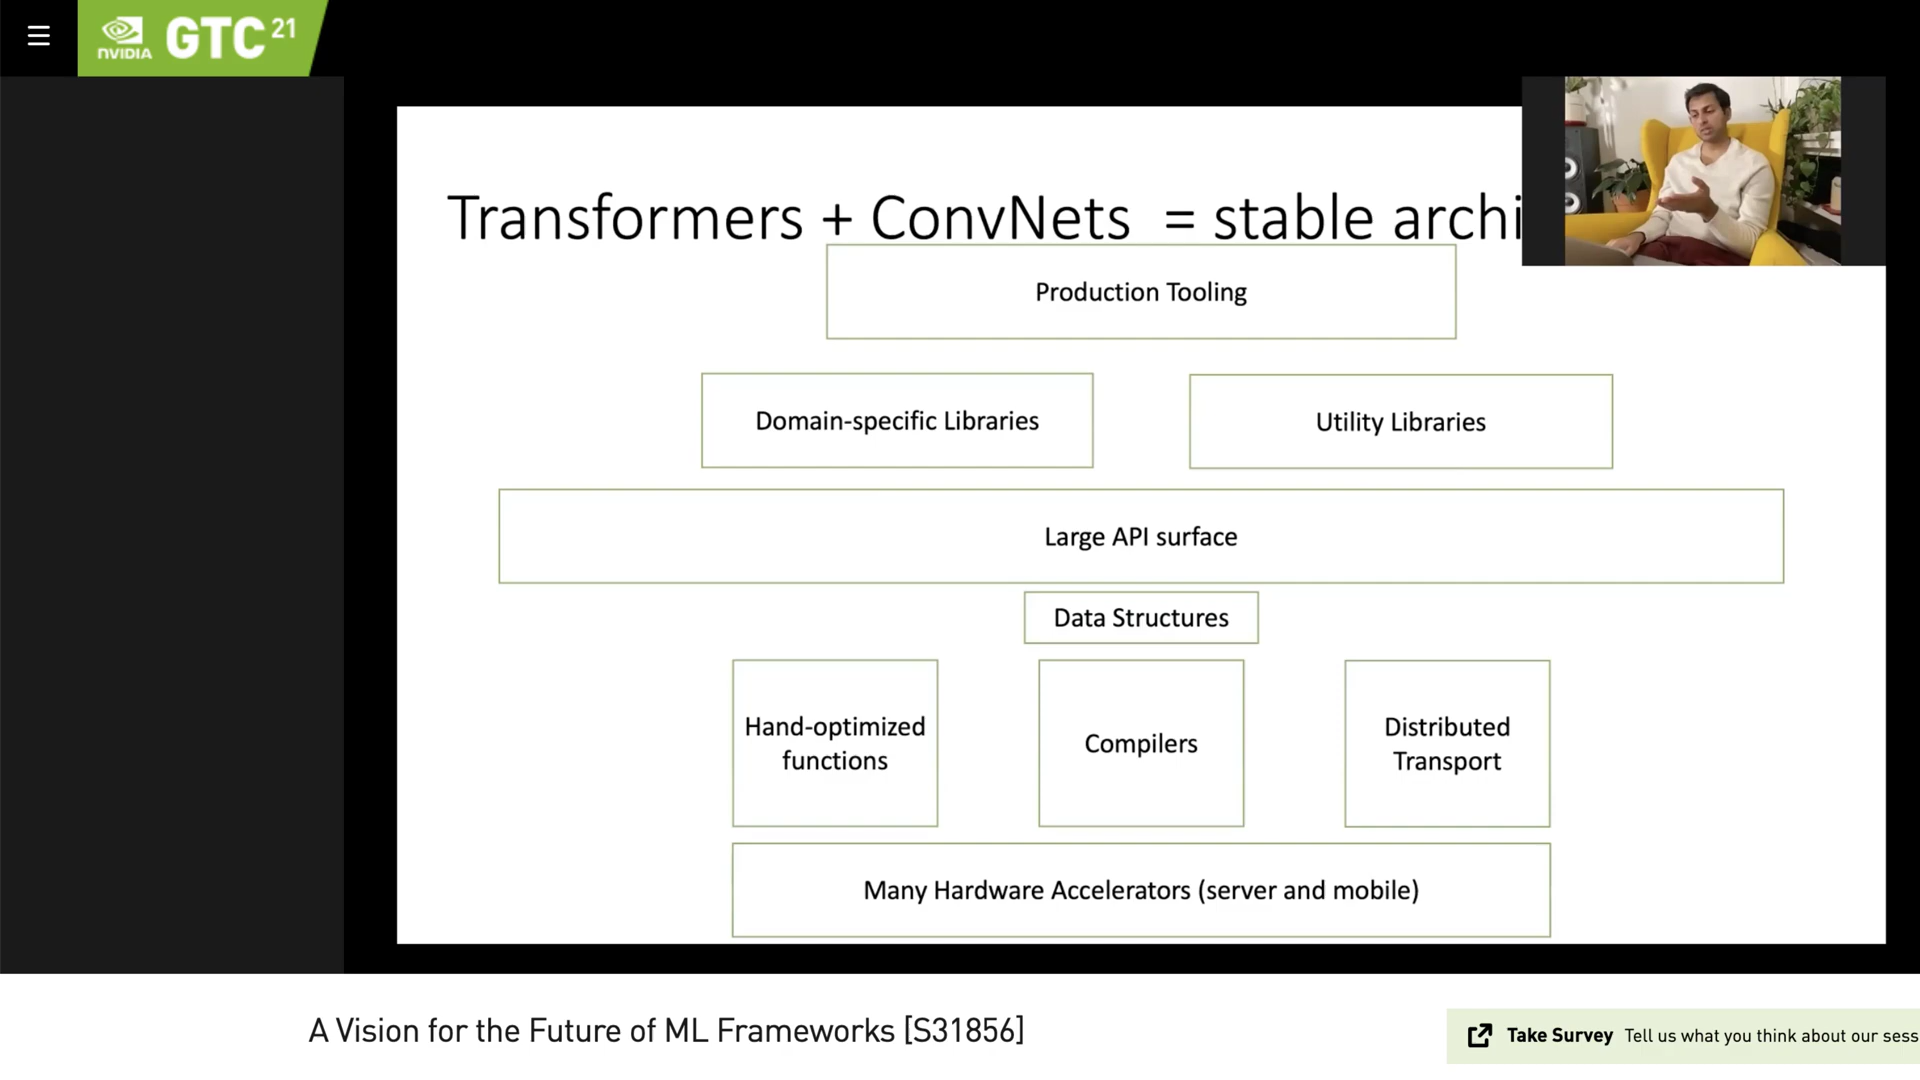 NVIDIA GTC 21
Transformers + ConvNets = stable archi
Production Tooling
Domain-specific Libraries
Utility Libraries
Large API surface
Data Structures
Hand-optimized
functions
Compilers
Distributed
Transport
Many Hardware Accelerators (server and mobile)
A Vision for the Future of ML Frameworks [S31856]
Take Survey Tell us what you think about our sess